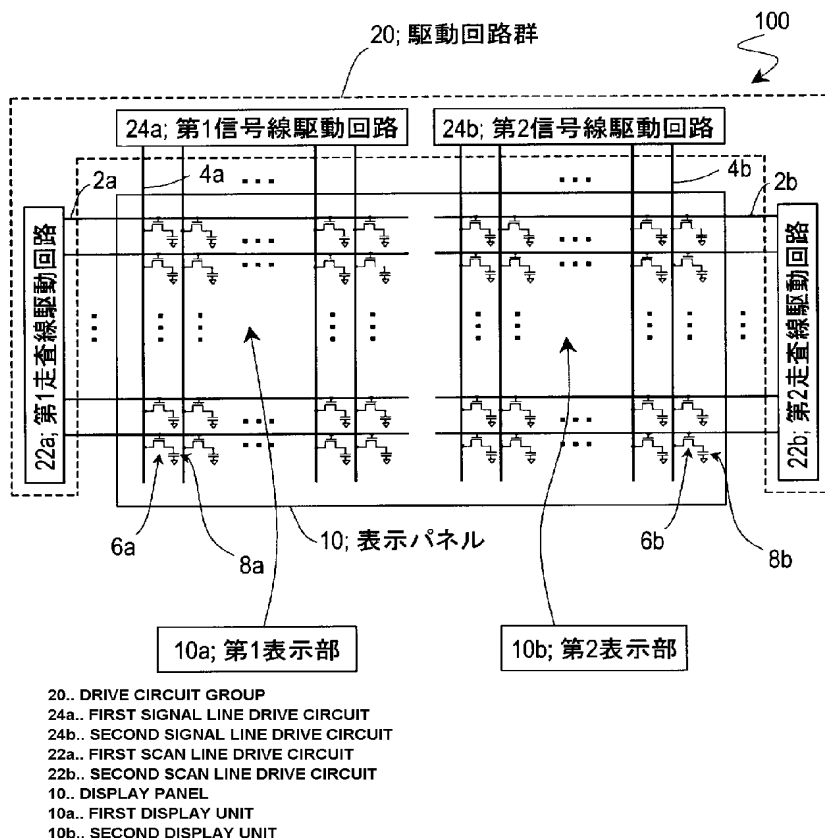 20; 駆動回路群
100
24a; 第1信号線駆動回路
24b; 第2信号線駆動回路
2a
4a
4b
2b
22a; 第1走査線駆動回路
22b; 第2走査線駆動回路
6a
8a
10; 表示パネル
6b
8b
10a; 第1表示部
10b; 第2表示部
20.. DRIVE CIRCUIT GROUP
24a.. FIRST SIGNAL LINE DRIVE CIRCUIT
24b.. SECOND SIGNAL LINE DRIVE CIRCUIT
22a.. FIRST SCAN LINE DRIVE CIRCUIT
22b.. SECOND SCAN LINE DRIVE CIRCUIT
10.. DISPLAY PANEL
10a.. FIRST DISPLAY UNIT
10b.. SECOND DISPLAY UNIT